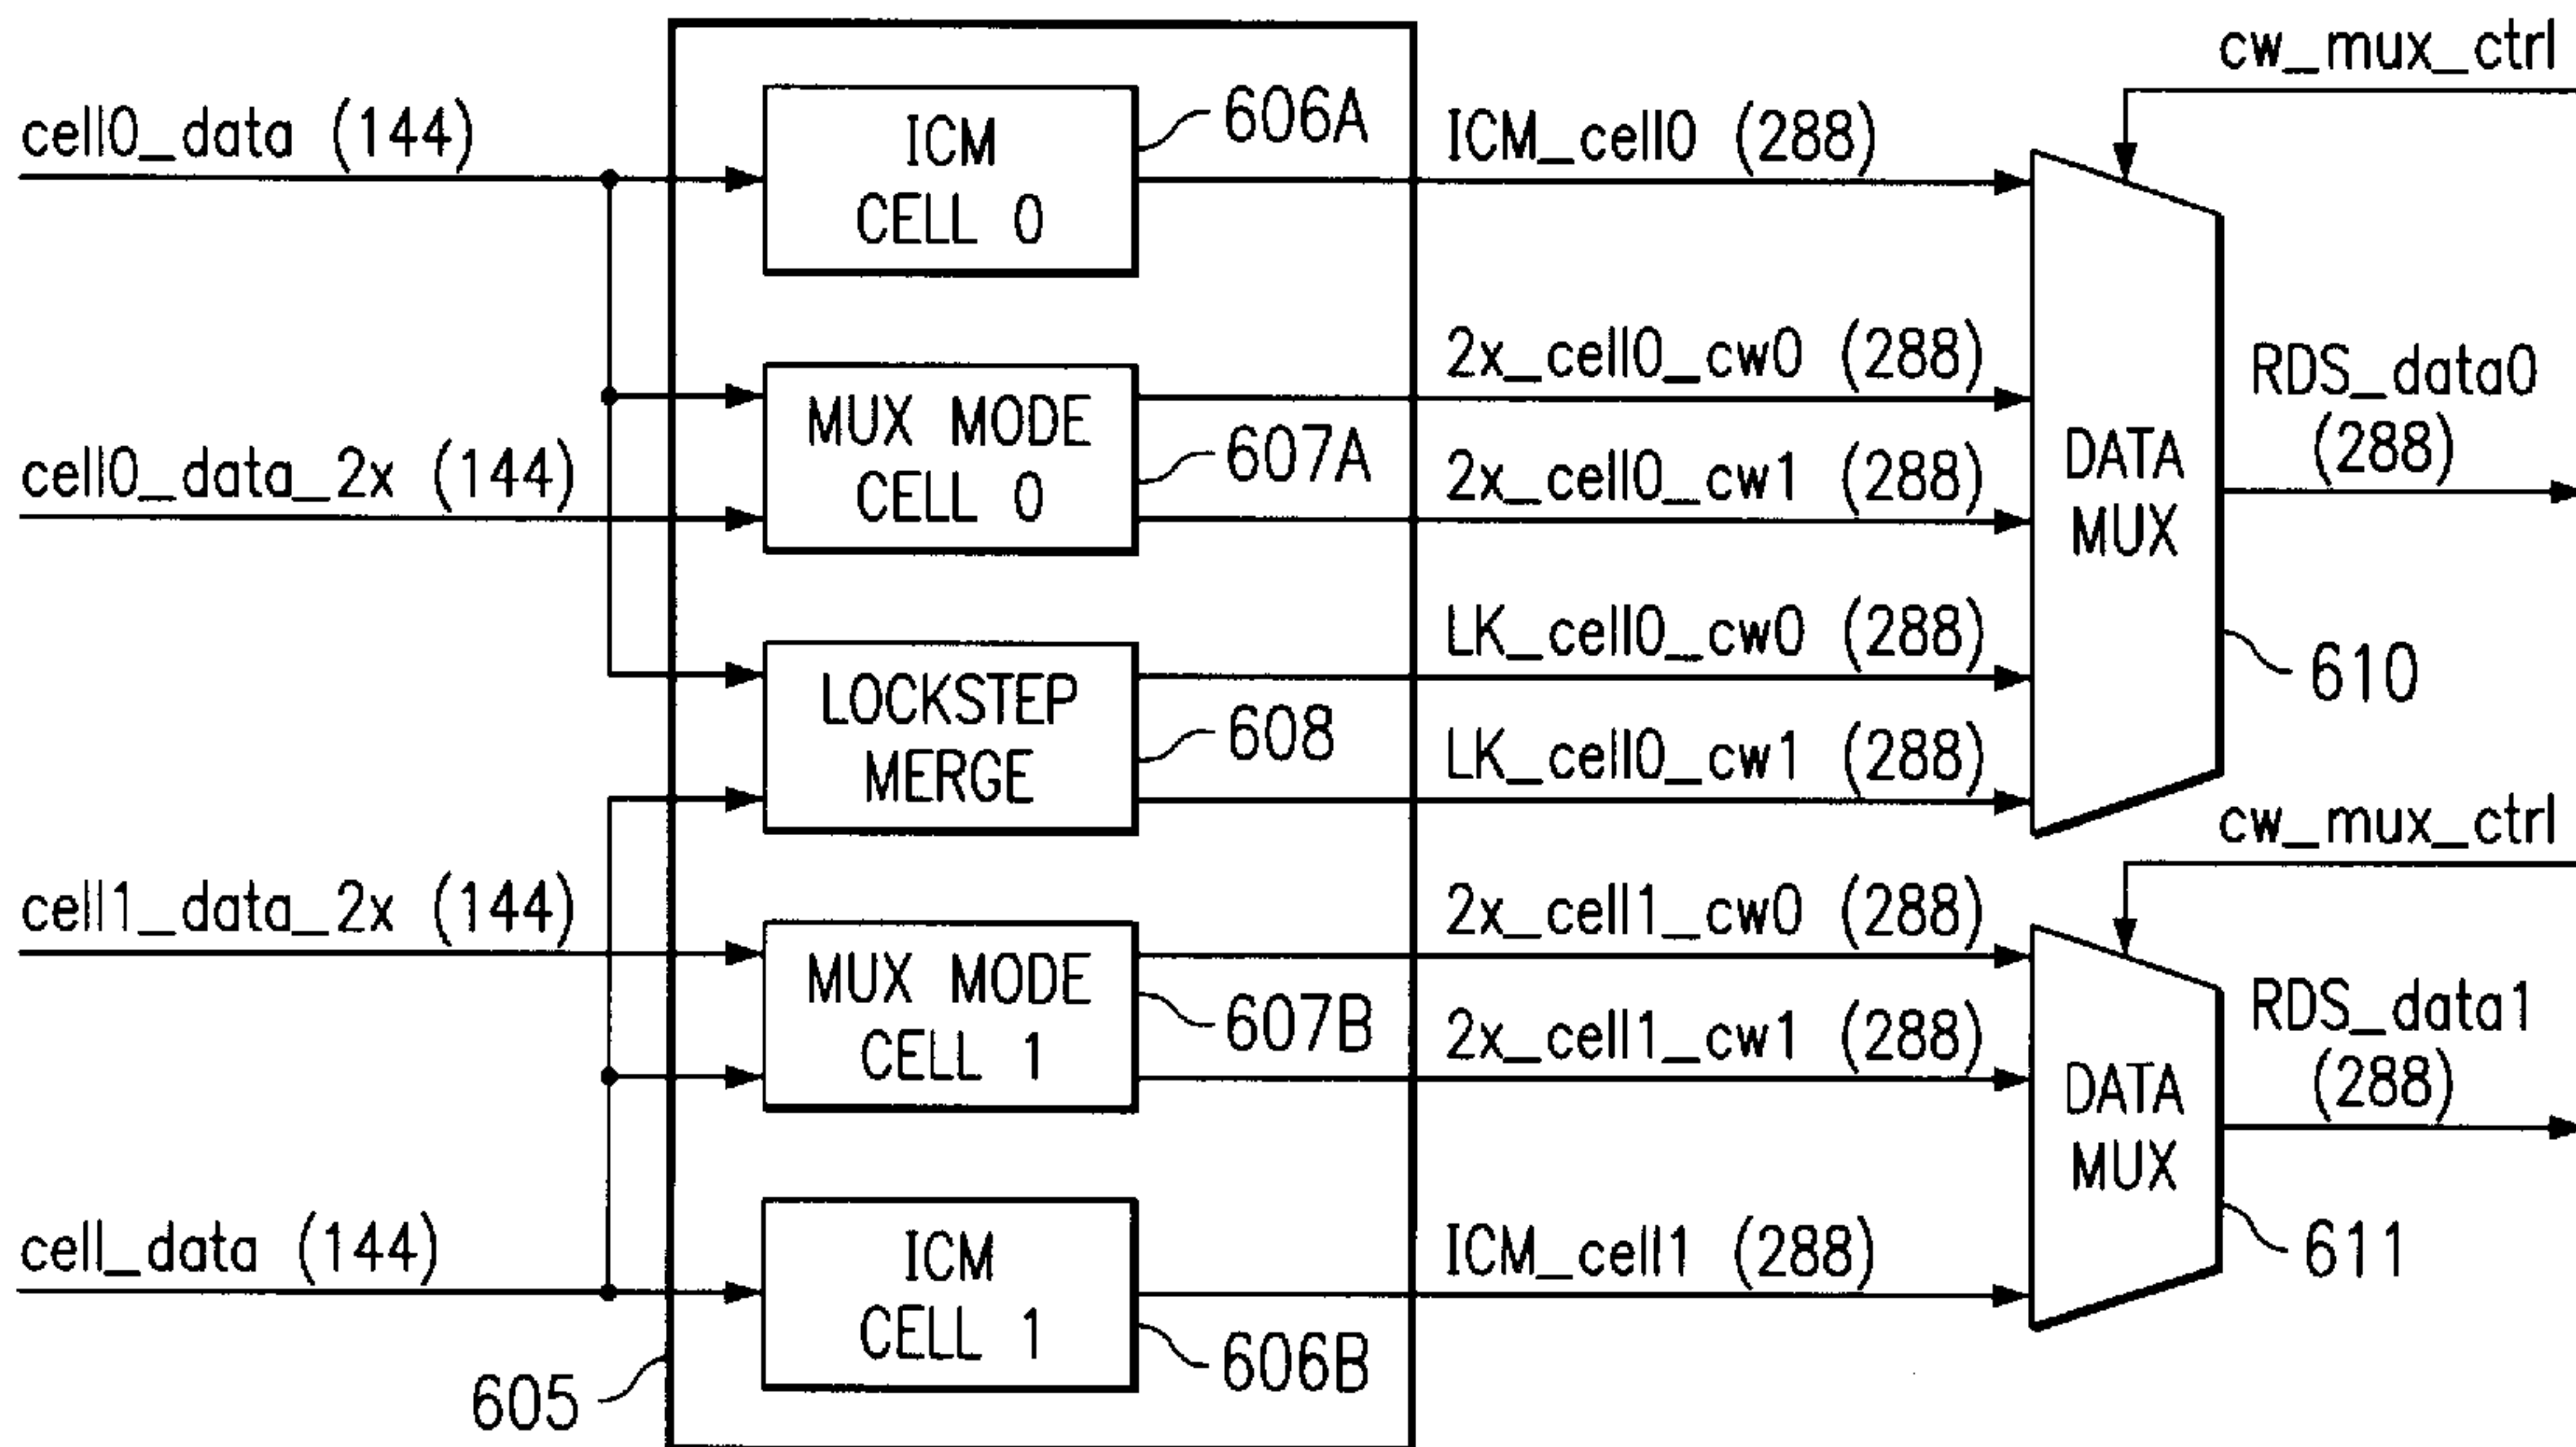 cw_mux_ctrl
cell0_data (144)
ICM
CELL 0
606A
ICM_cell0 (288)
cell0_data_2x (144)
MUX MODE
CELL 0
607A
2x_cell0_cw0 (288)
2x_cell0_cw1 (288)
DATA
MUX
RDS_data0
(288)
LOCKSTEP
MERGE
608
LK_cell0_cw0 (288)
LK_cell0_cw1 (288)
610
cw_mux_ctrl
cell1_data_2x (144)
MUX MODE
CELL 1
607B
2x_cell1_cw0 (288)
2x_cell1_cw1 (288)
DATA
MUX
RDS_data1
(288)
cell_data (144)
ICM
CELL 1
606B
ICM_cell1 (288)
611
605